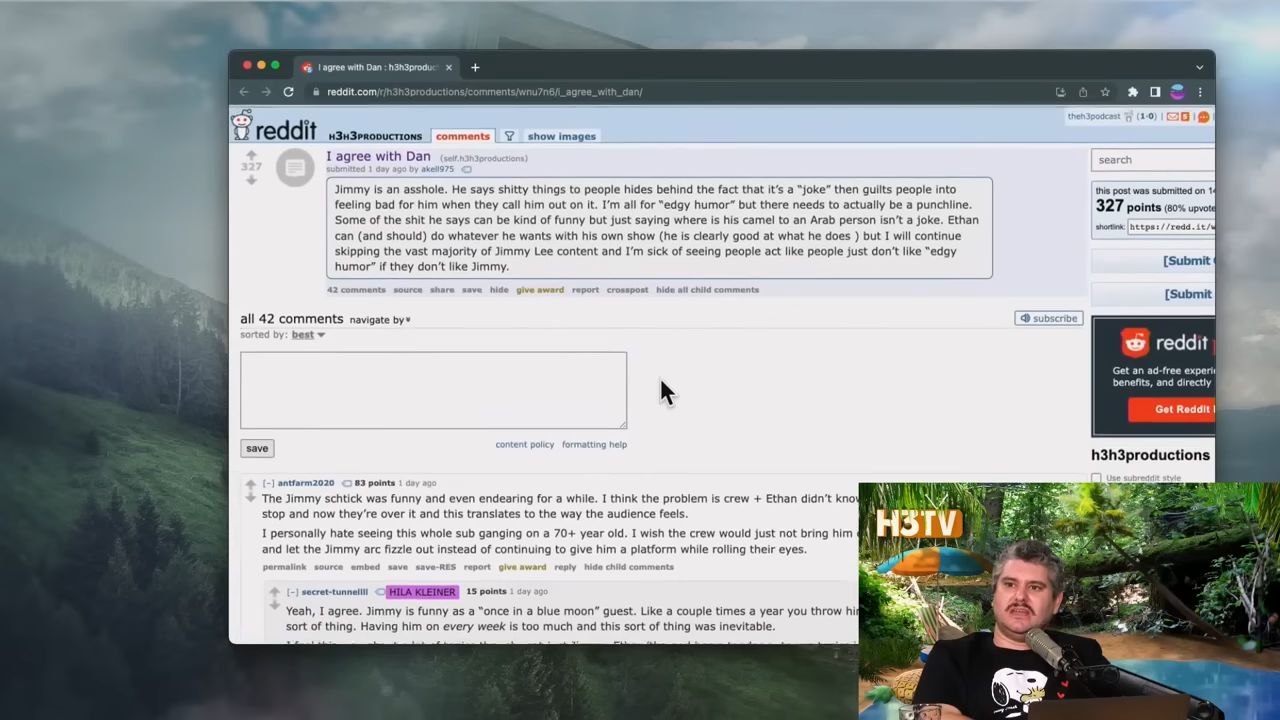 I agree with Dan : h3h3produc
reddit.com/r/h3h3productions/comments/wnu7n6/i_agree_with_dan/
theh3podcast (1·0)
reddit H3H3PRODUCTIONS comments show images
327
I agree with Dan (self.h3h3productions)
submitted 1 day ago by akell975
Jimmy is an asshole. He says shitty things to people hides behind the fact that it's a “joke” then guilts people into
feeling bad for him when they call him out on it. I'm all for “edgy humor” but there needs to actually be a punchline.
Some of the shit he says can be kind of funny but just saying where is his camel to an Arab person isn't a joke. Ethan
can (and should) do whatever he wants with his own show (he is clearly good at what he does ) but I will continue
skipping the vast majority of Jimmy Lee content and I'm sick of seeing people act like people just don't like “edgy
humor” if they don't like Jimmy.
42 comments source share save hide give award report crosspost hide all child comments
search
this post was submitted on 1
327 points (80% upvote
shortlink: https://redd.it/w
[Submit
[Submit
all 42 comments navigate by
subscribe
sorted by: best
reddit
Get an ad-free experi
benefits, and directly
Get Reddit
content policy formatting help
save
h3h3productions
Use subreddit style
[-] antfarm2020 83 points 1 day ago
The Jimmy schtick was funny and even endearing for a while. I think the problem is crew + Ethan didn't know
stop and now they're over it and this translates to the way the audience feels.
I personally hate seeing this whole sub ganging on a 70+ year old. I wish the crew would just not bring him
and let the Jimmy arc fizzle out instead of continuing to give him a platform while rolling their eyes.
permalink source embed save save-RES report give award reply hide child comments
[-] secret-tunnelllll HILA KLEINER 15 points 1 day ago
Yeah, I agree. Jimmy is funny as a “once in a blue moon” guest. Like a couple times a year you throw hi
sort of thing. Having him on every week is too much and this sort of thing was inevitable.
H3TV